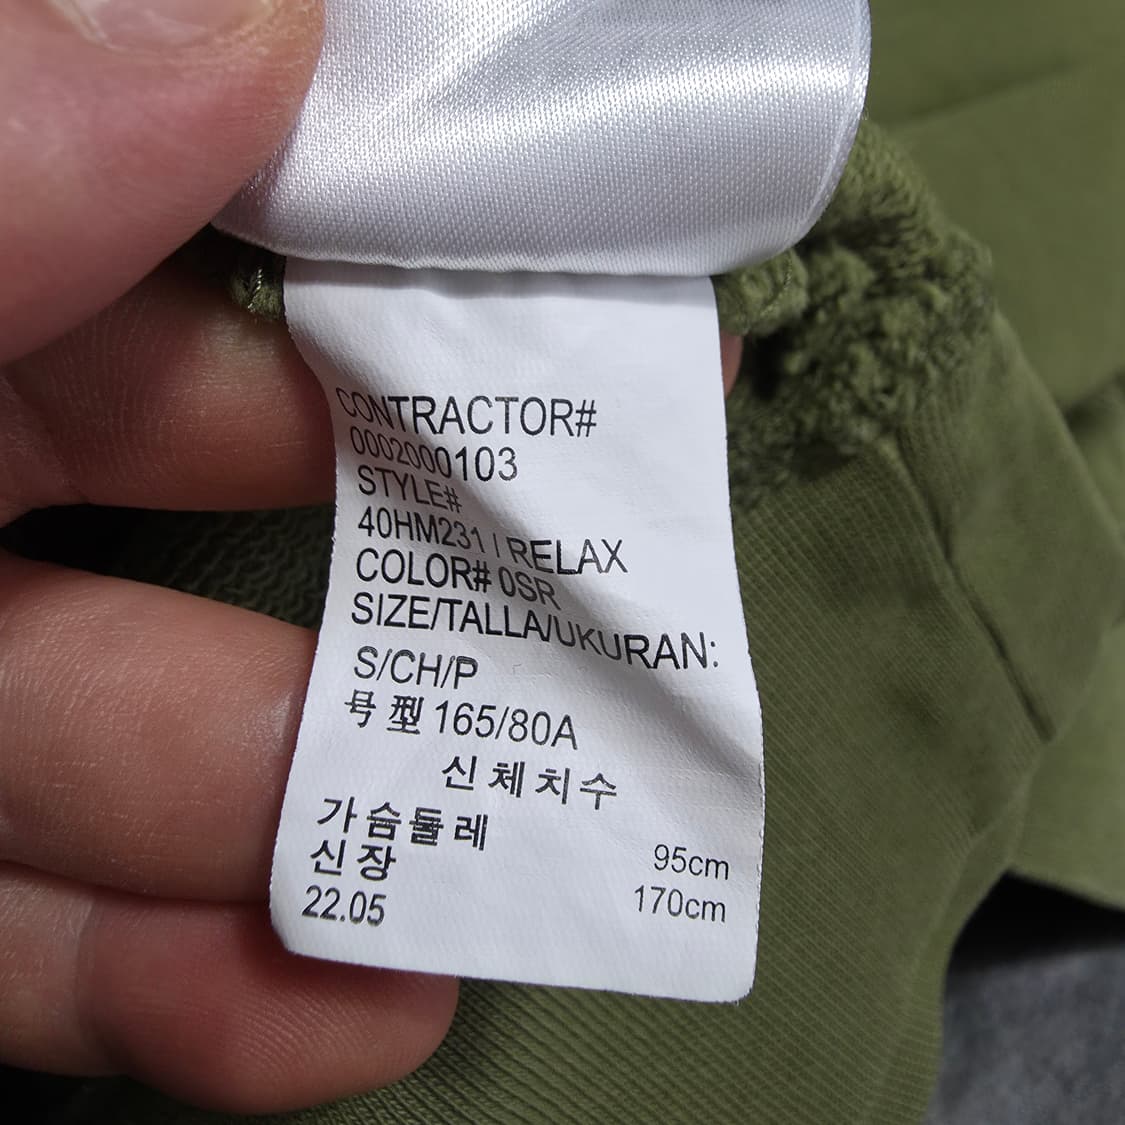 CONTRACTOR#
0002000103
STYLE#
40HM231 / RELAX
COLOR# 0SR
SIZE/TALLA/UKURAN:
S/CH/P
号型 165/80A
신체치수
가슴둘레 95cm
신장 170cm
22.05